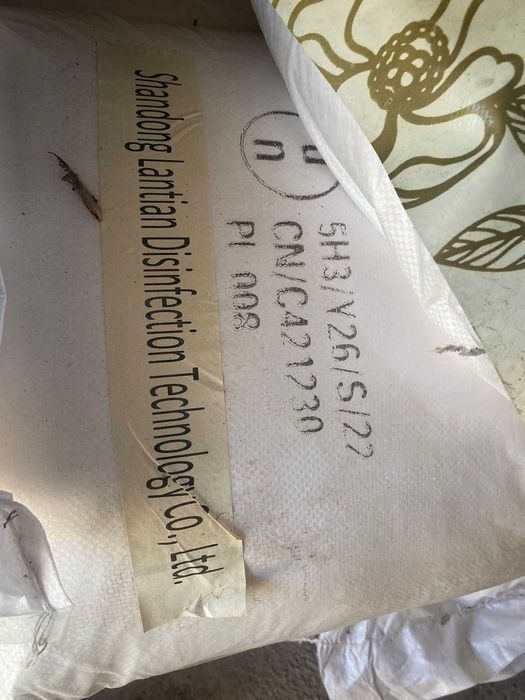 u
n
5H3/Y26/S/22
CN/C421230
PI 008
Shandong Lantian Disinfection Technology Co., Ltd.